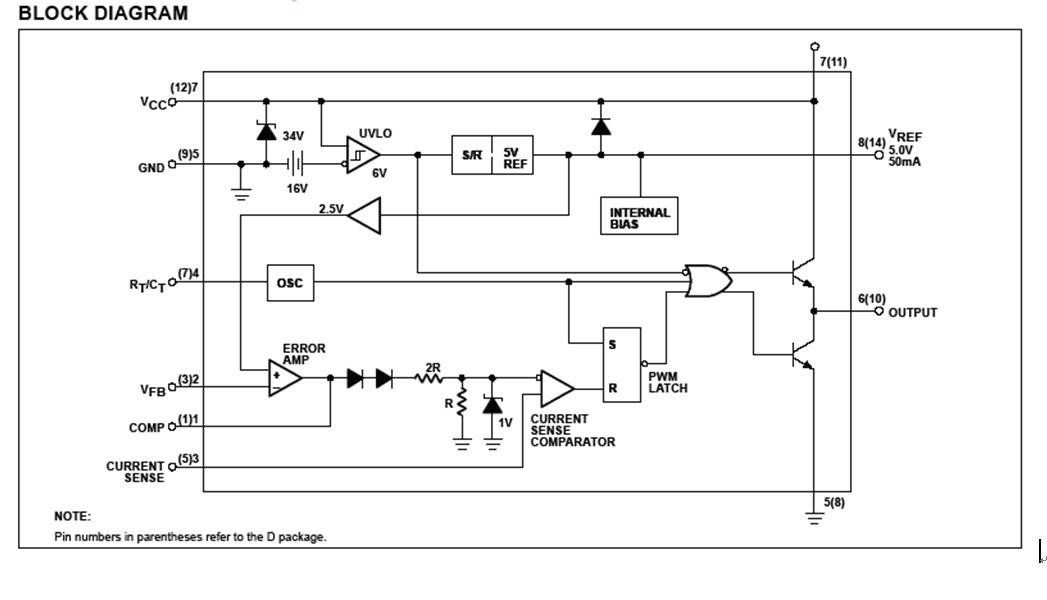 BLOCK DIAGRAM
7(11)
VCC
(12)7
34V
UVLO
6V
S/R
5V
REF
8(14)
VREF
5.0V
50mA
GND
(9)5
16V
2.5V
INTERNAL
BIAS
RT/CT
(7)4
OSC
6(10)
OUTPUT
ERROR
AMP
+
–
VFB
(3)2
2R
R
1V
S
R
PWM
LATCH
CURRENT
SENSE
COMPARATOR
COMP
(1)1
CURRENT
SENSE
(5)3
5(8)
NOTE:
Pin numbers in parentheses refer to the D package.